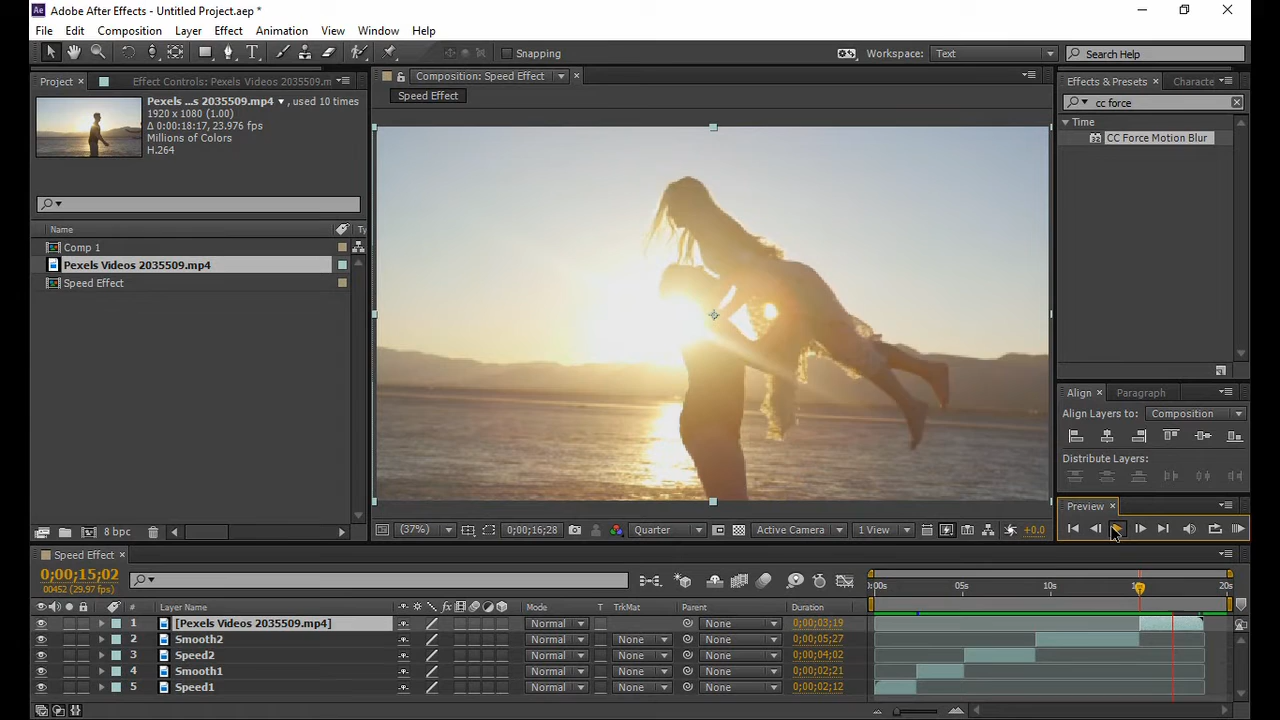 Ae Adobe After Effects - Untitled Project.aep *
File Edit Composition Layer Effect Animation View Window Help
T Snapping Workspace: Text Search Help
Project × Effect Controls: Pexels Videos 2035509.m
Composition: Speed Effect ×
Effects & Presets × Characte
Speed Effect
Pexels ...s 2035509.mp4 , used 10 times
1920 x 1080 (1.00)
Δ 0:00:18:17, 23.976 fps
Millions of Colors
H.264
cc force
Time
CC Force Motion Blur
Name Ty
Comp 1
Pexels Videos 2035509.mp4
Speed Effect
8 bpc
Align × Paragraph
Align Layers to: Composition
Distribute Layers:
Preview ×
(37%) 0;00;16;28 Quarter Active Camera 1 View +0.0
Speed Effect ×
0;00;15;02
00452 (29.97 fps)
0:00s 05s 10s 20s
# Layer Name fx Mode T TrkMat Parent Duration
1 [Pexels Videos 2035509.mp4] Normal None 0;00;03;19
2 Smooth2 Normal None None 0;00;05;27
3 Speed2 Normal None None 0;00;04;02
4 Smooth1 Normal None None 0;00;02;21
5 Speed1 Normal None None 0;00;02;12